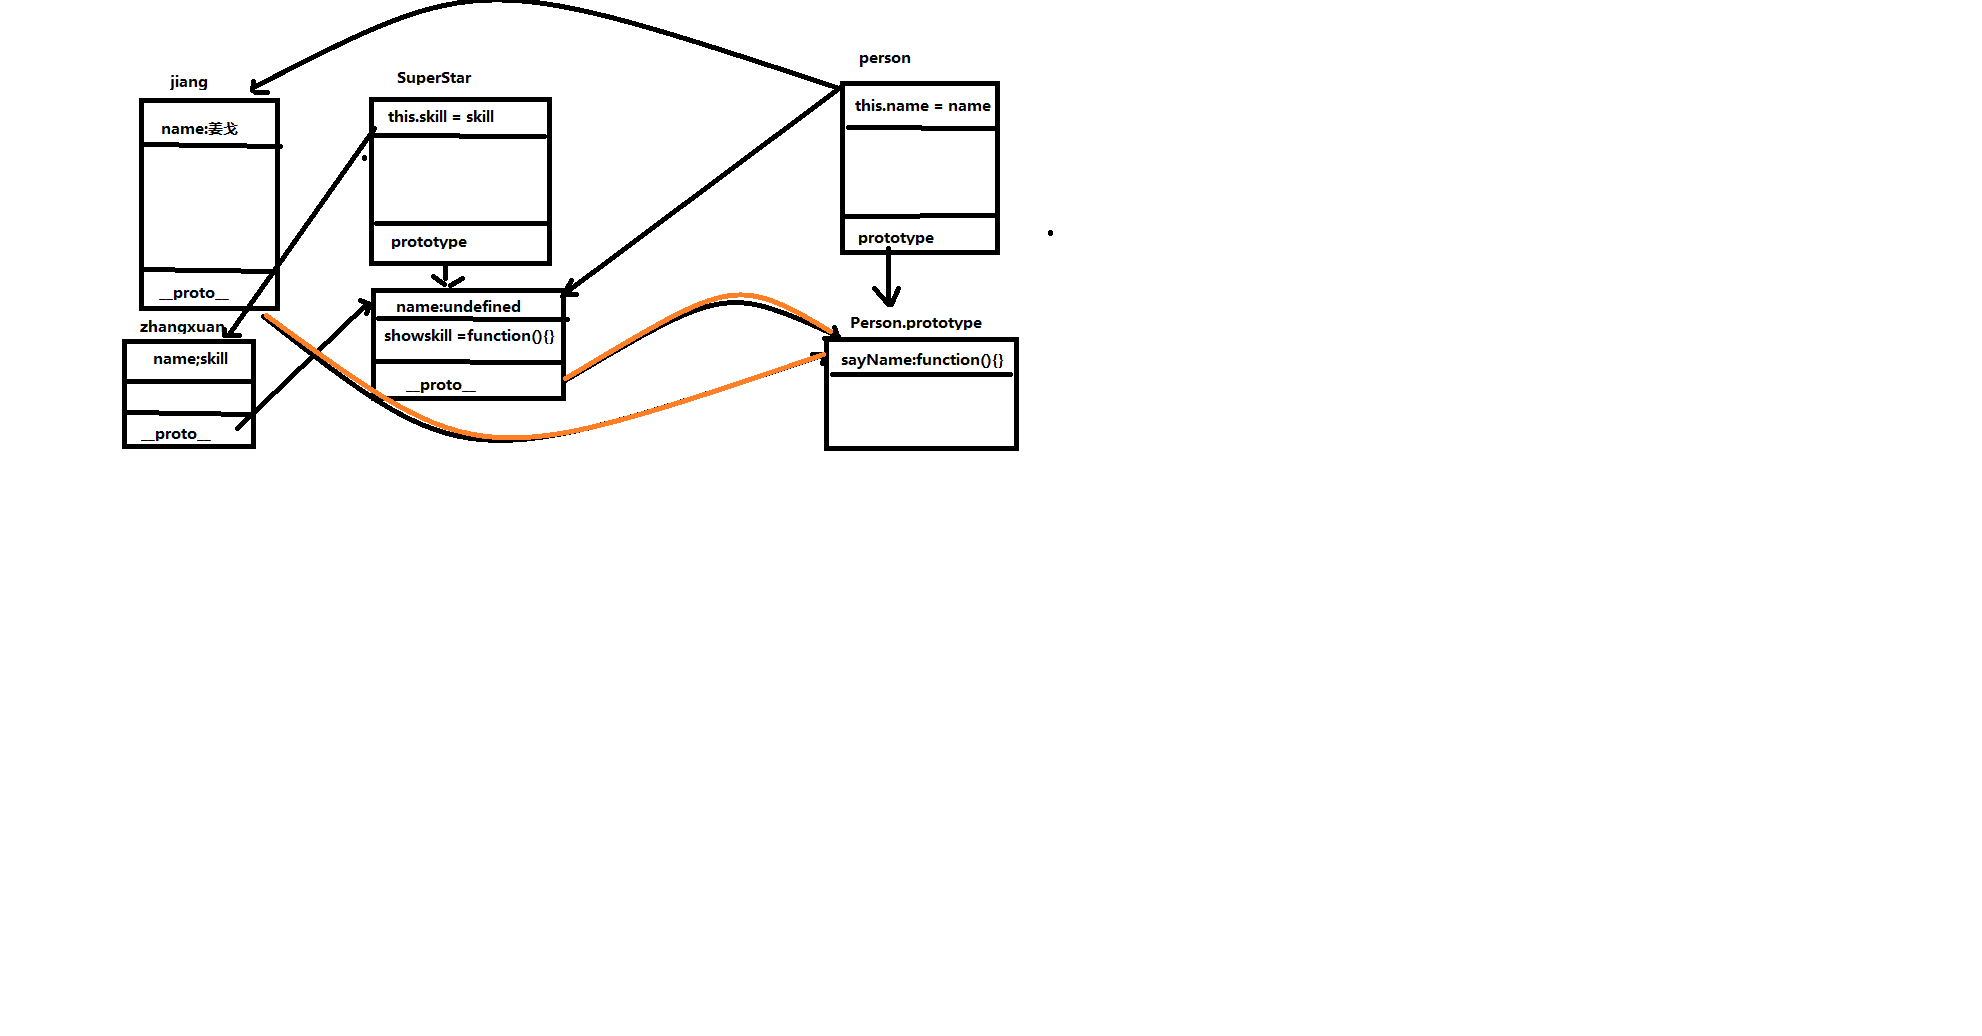 jiang
name:姜戈
__proto__
SuperStar
this.skill = skill
prototype
person
this.name = name
prototype
zhangxuan
name;skill
__proto__
name:undefined
showskill =function(){}
__proto__
Person.prototype
sayName:function(){}